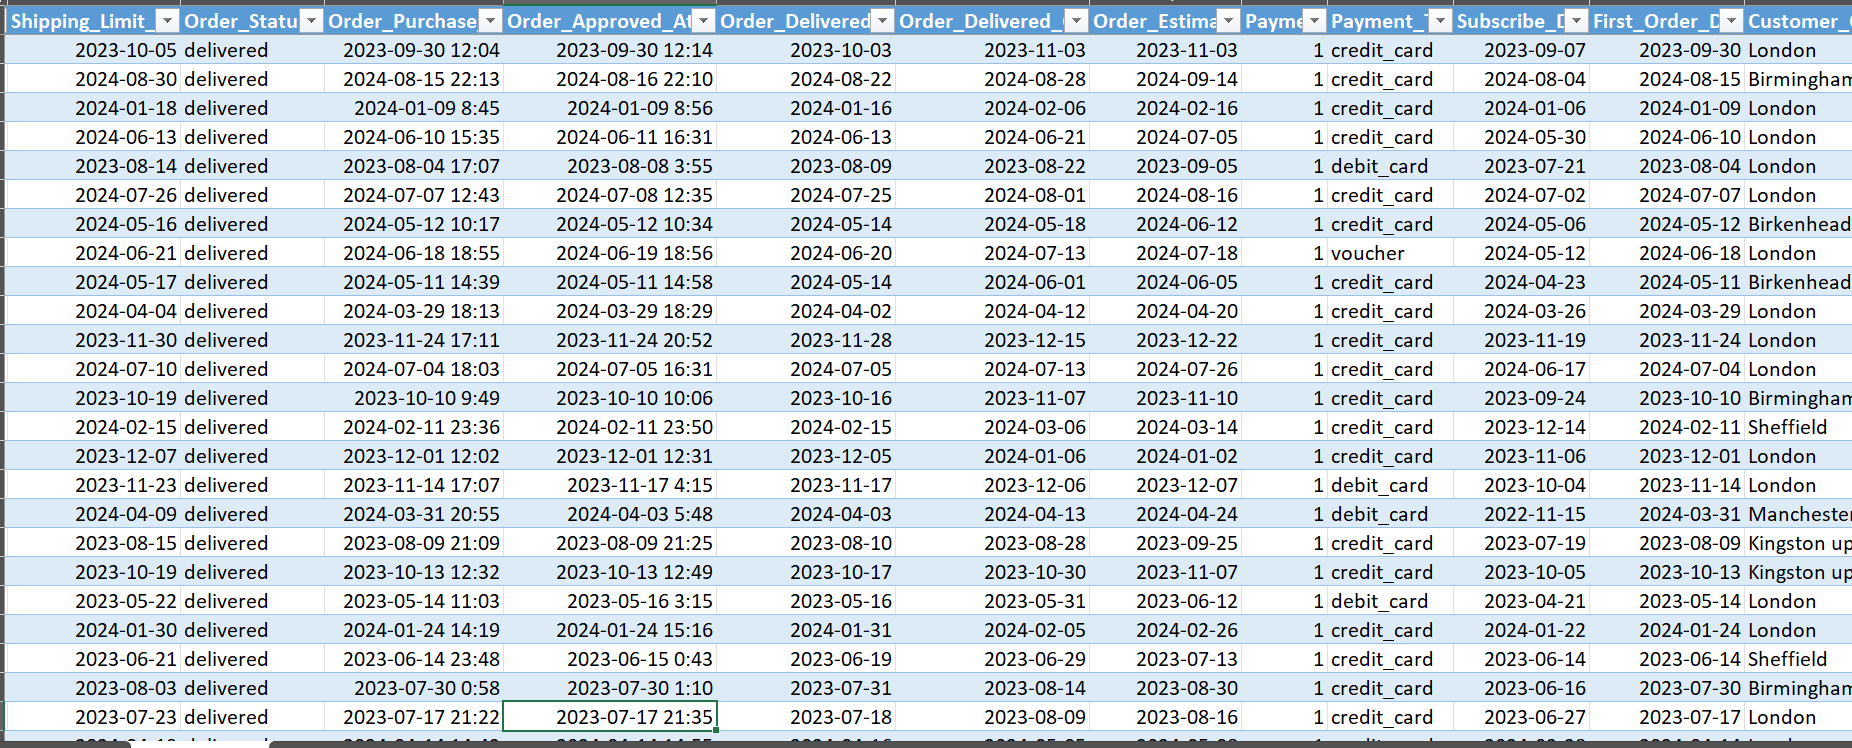 Shipping_Limit_ Order_Statu Order_Purchase Order_Approved_At Order_Delivered Order_Delivered_ Order_Estima Payme Payment_ Subscribe_D First_Order_D Customer_
2023-10-05 delivered 2023-09-30 12:04 2023-09-30 12:14 2023-10-03 2023-11-03 2023-11-03 1 credit_card 2023-09-07 2023-09-30 London
2024-08-30 delivered 2024-08-15 22:13 2024-08-16 22:10 2024-08-22 2024-08-28 2024-09-14 1 credit_card 2024-08-04 2024-08-15 Birmingham
2024-01-18 delivered 2024-01-09 8:45 2024-01-09 8:56 2024-01-16 2024-02-06 2024-02-16 1 credit_card 2024-01-06 2024-01-09 London
2024-06-13 delivered 2024-06-10 15:35 2024-06-11 16:31 2024-06-13 2024-06-21 2024-07-05 1 credit_card 2024-05-30 2024-06-10 London
2023-08-14 delivered 2023-08-04 17:07 2023-08-08 3:55 2023-08-09 2023-08-22 2023-09-05 1 debit_card 2023-07-21 2023-08-04 London
2024-07-26 delivered 2024-07-07 12:43 2024-07-08 12:35 2024-07-25 2024-08-01 2024-08-16 1 credit_card 2024-07-02 2024-07-07 London
2024-05-16 delivered 2024-05-12 10:17 2024-05-12 10:34 2024-05-14 2024-05-18 2024-06-12 1 credit_card 2024-05-06 2024-05-12 Birkenhead
2024-06-21 delivered 2024-06-18 18:55 2024-06-19 18:56 2024-06-20 2024-07-13 2024-07-18 1 voucher 2024-05-12 2024-06-18 London
2024-05-17 delivered 2024-05-11 14:39 2024-05-11 14:58 2024-05-14 2024-06-01 2024-06-05 1 credit_card 2024-04-23 2024-05-11 Birkenhead
2024-04-04 delivered 2024-03-29 18:13 2024-03-29 18:29 2024-04-02 2024-04-12 2024-04-20 1 credit_card 2024-03-26 2024-03-29 London
2023-11-30 delivered 2023-11-24 17:11 2023-11-24 20:52 2023-11-28 2023-12-15 2023-12-22 1 credit_card 2023-11-19 2023-11-24 London
2024-07-10 delivered 2024-07-04 18:03 2024-07-05 16:31 2024-07-05 2024-07-13 2024-07-26 1 credit_card 2024-06-17 2024-07-04 London
2023-10-19 delivered 2023-10-10 9:49 2023-10-10 10:06 2023-10-16 2023-11-07 2023-11-10 1 credit_card 2023-09-24 2023-10-10 Birmingham
2024-02-15 delivered 2024-02-11 23:36 2024-02-11 23:50 2024-02-15 2024-03-06 2024-03-14 1 credit_card 2023-12-14 2024-02-11 Sheffield
2023-12-07 delivered 2023-12-01 12:02 2023-12-01 12:31 2023-12-05 2024-01-06 2024-01-02 1 credit_card 2023-11-06 2023-12-01 London
2023-11-23 delivered 2023-11-14 17:07 2023-11-17 4:15 2023-11-17 2023-12-06 2023-12-07 1 debit_card 2023-10-04 2023-11-14 London
2024-04-09 delivered 2024-03-31 20:55 2024-04-03 5:48 2024-04-03 2024-04-13 2024-04-24 1 debit_card 2022-11-15 2024-03-31 Manchester
2023-08-15 delivered 2023-08-09 21:09 2023-08-09 21:25 2023-08-10 2023-08-28 2023-09-25 1 credit_card 2023-07-19 2023-08-09 Kingston up
2023-10-19 delivered 2023-10-13 12:32 2023-10-13 12:49 2023-10-17 2023-10-30 2023-11-07 1 credit_card 2023-10-05 2023-10-13 Kingston up
2023-05-22 delivered 2023-05-14 11:03 2023-05-16 3:15 2023-05-16 2023-05-31 2023-06-12 1 debit_card 2023-04-21 2023-05-14 London
2024-01-30 delivered 2024-01-24 14:19 2024-01-24 15:16 2024-01-31 2024-02-05 2024-02-26 1 credit_card 2024-01-22 2024-01-24 London
2023-06-21 delivered 2023-06-14 23:48 2023-06-15 0:43 2023-06-19 2023-06-29 2023-07-13 1 credit_card 2023-06-14 2023-06-14 Sheffield
2023-08-03 delivered 2023-07-30 0:58 2023-07-30 1:10 2023-07-31 2023-08-14 2023-08-30 1 credit_card 2023-06-16 2023-07-30 Birmingham
2023-07-23 delivered 2023-07-17 21:22 2023-07-17 21:35 2023-07-18 2023-08-09 2023-08-16 1 credit_card 2023-06-27 2023-07-17 London